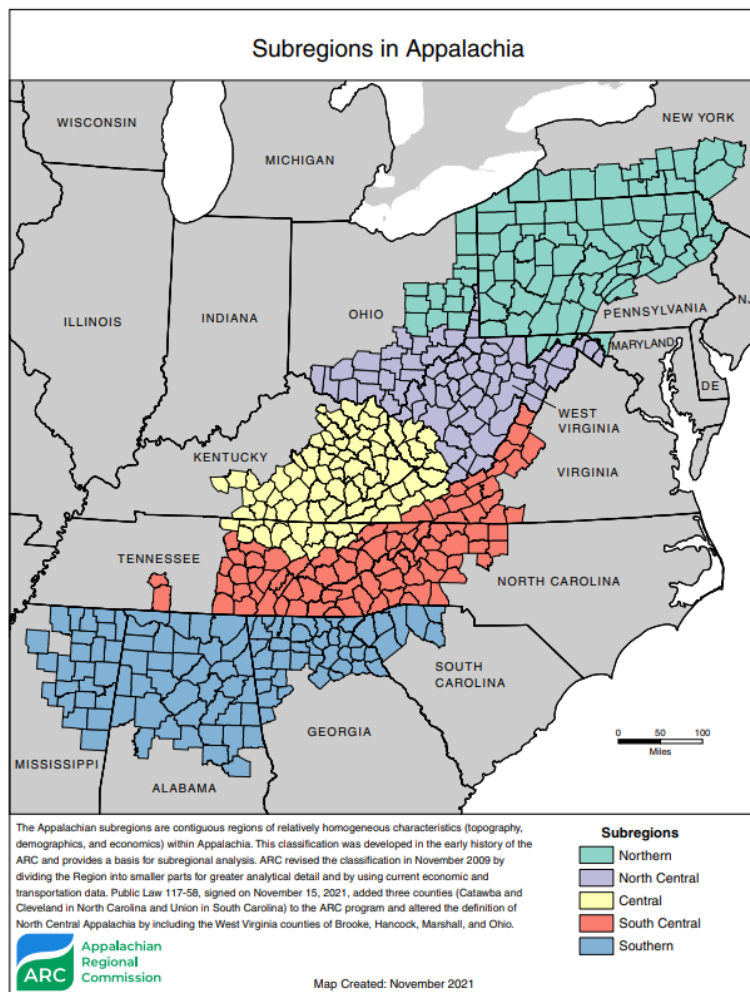 Subregions in Appalachia
WISCONSIN
MICHIGAN
NEW YORK
ILLINOIS
INDIANA
OHIO
PENNSYLVANIA
NJ
MARYLAND
DE
WEST
VIRGINIA
KENTUCKY
VIRGINIA
TENNESSEE
NORTH CAROLINA
SOUTH
CAROLINA
GEORGIA
MISSISSIPPI
ALABAMA
0 50 100
Miles
The Appalachian subregions are contiguous regions of relatively homogeneous characteristics (topography,
demographics, and economics) within Appalachia. This classification was developed in the early history of the
ARC and provides a basis for subregional analysis. ARC revised the classification in November 2009 by
dividing the Region into smaller parts for greater analytical detail and by using current economic and
transportation data. Public Law 117-58, signed on November 15, 2021, added three counties (Catawba and
Cleveland in North Carolina and Union in South Carolina) to the ARC program and altered the definition of
North Central Appalachia by including the West Virginia counties of Brooke, Hancock, Marshall, and Ohio.
Subregions
Northern
North Central
Central
South Central
Southern
ARC
Appalachian
Regional
Commission
Map Created: November 2021